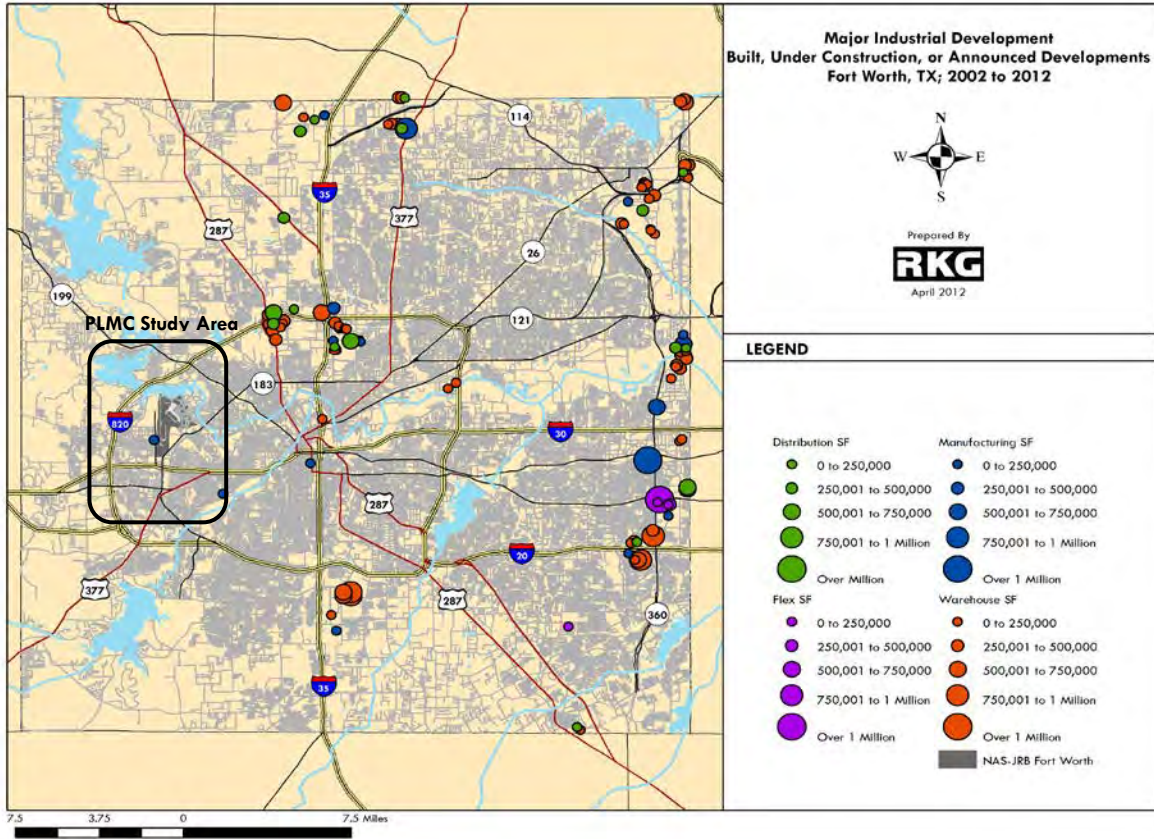 Major Industrial Development
Built, Under Construction, or Announced Developments
Fort Worth, TX; 2002 to 2012
N
W E
S
Prepared By
RKG
April 2012
LEGEND
Distribution SF
0 to 250,000
250,001 to 500,000
500,001 to 750,000
750,001 to 1 Million
Over Million
Manufacturing SF
0 to 250,000
250,001 to 500,000
500,001 to 750,000
750,001 to 1 Million
Over 1 Million
Flex SF
0 to 250,000
250,001 to 500,000
500,001 to 750,000
750,001 to 1 Million
Over 1 Million
Warehouse SF
0 to 250,000
250,001 to 500,000
500,001 to 750,000
750,001 to 1 Million
Over 1 Million
NAS-JRB Fort Worth
114
35
377
287
26
199
121
PLMC Study Area
183
820
30
287
20
377
287
360
35
7.5 3.75 0 7.5 Miles